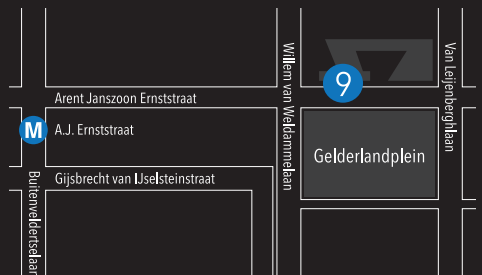 Willem van Weldammelaan
Van Leijenberghlaan
9
Arent Janszoon Ernststraat
M
A.J. Ernststraat
Gelderlandplein
Gijsbrecht van IJselsteinstraat
Buitenveldertselaan